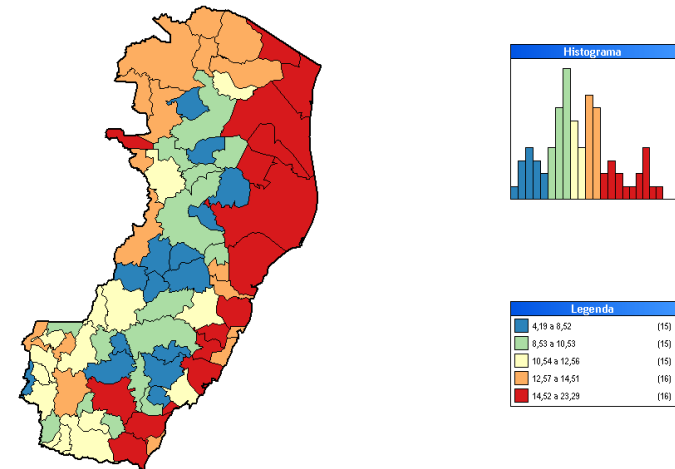 Histograma
Legenda
4,19 a 8,52 (15)
8,53 a 10,53 (15)
10,54 a 12,56 (15)
12,57 a 14,51 (16)
14,52 a 23,29 (16)